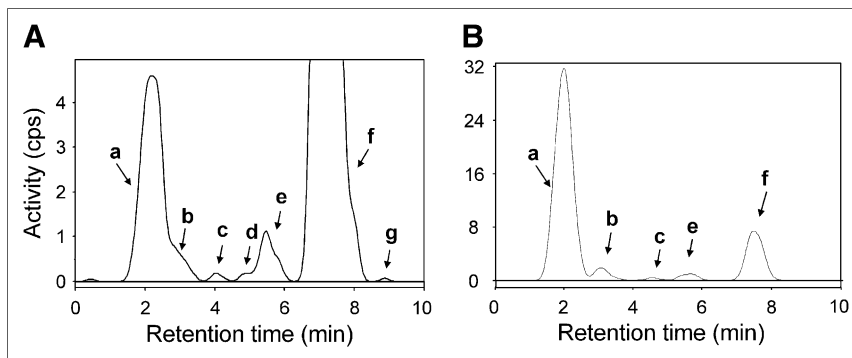 A
B
Activity (cps)
4
3
2
1
0
a
b
c
d
e
f
g
0 2 4 6 8 10
Retention time (min)
32
24
16
8
0
a
b
c
e
f
0 2 4 6 8 10
Retention time (min)